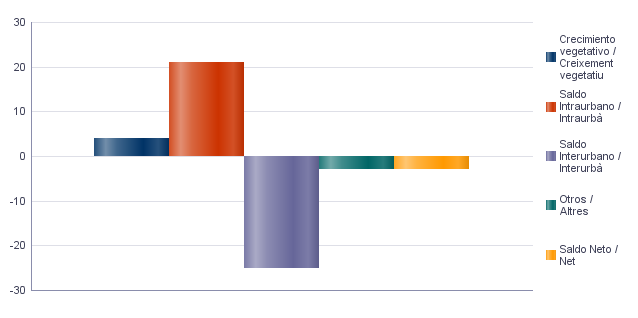 30
20
10
0
-10
-20
-30
Crecimiento
vegetativo /
Creixement
vegetatiu
Saldo
Intraurbano /
Intraurbà
Saldo
Interurbano /
Interurbà
Otros /
Altres
Saldo Neto /
Net